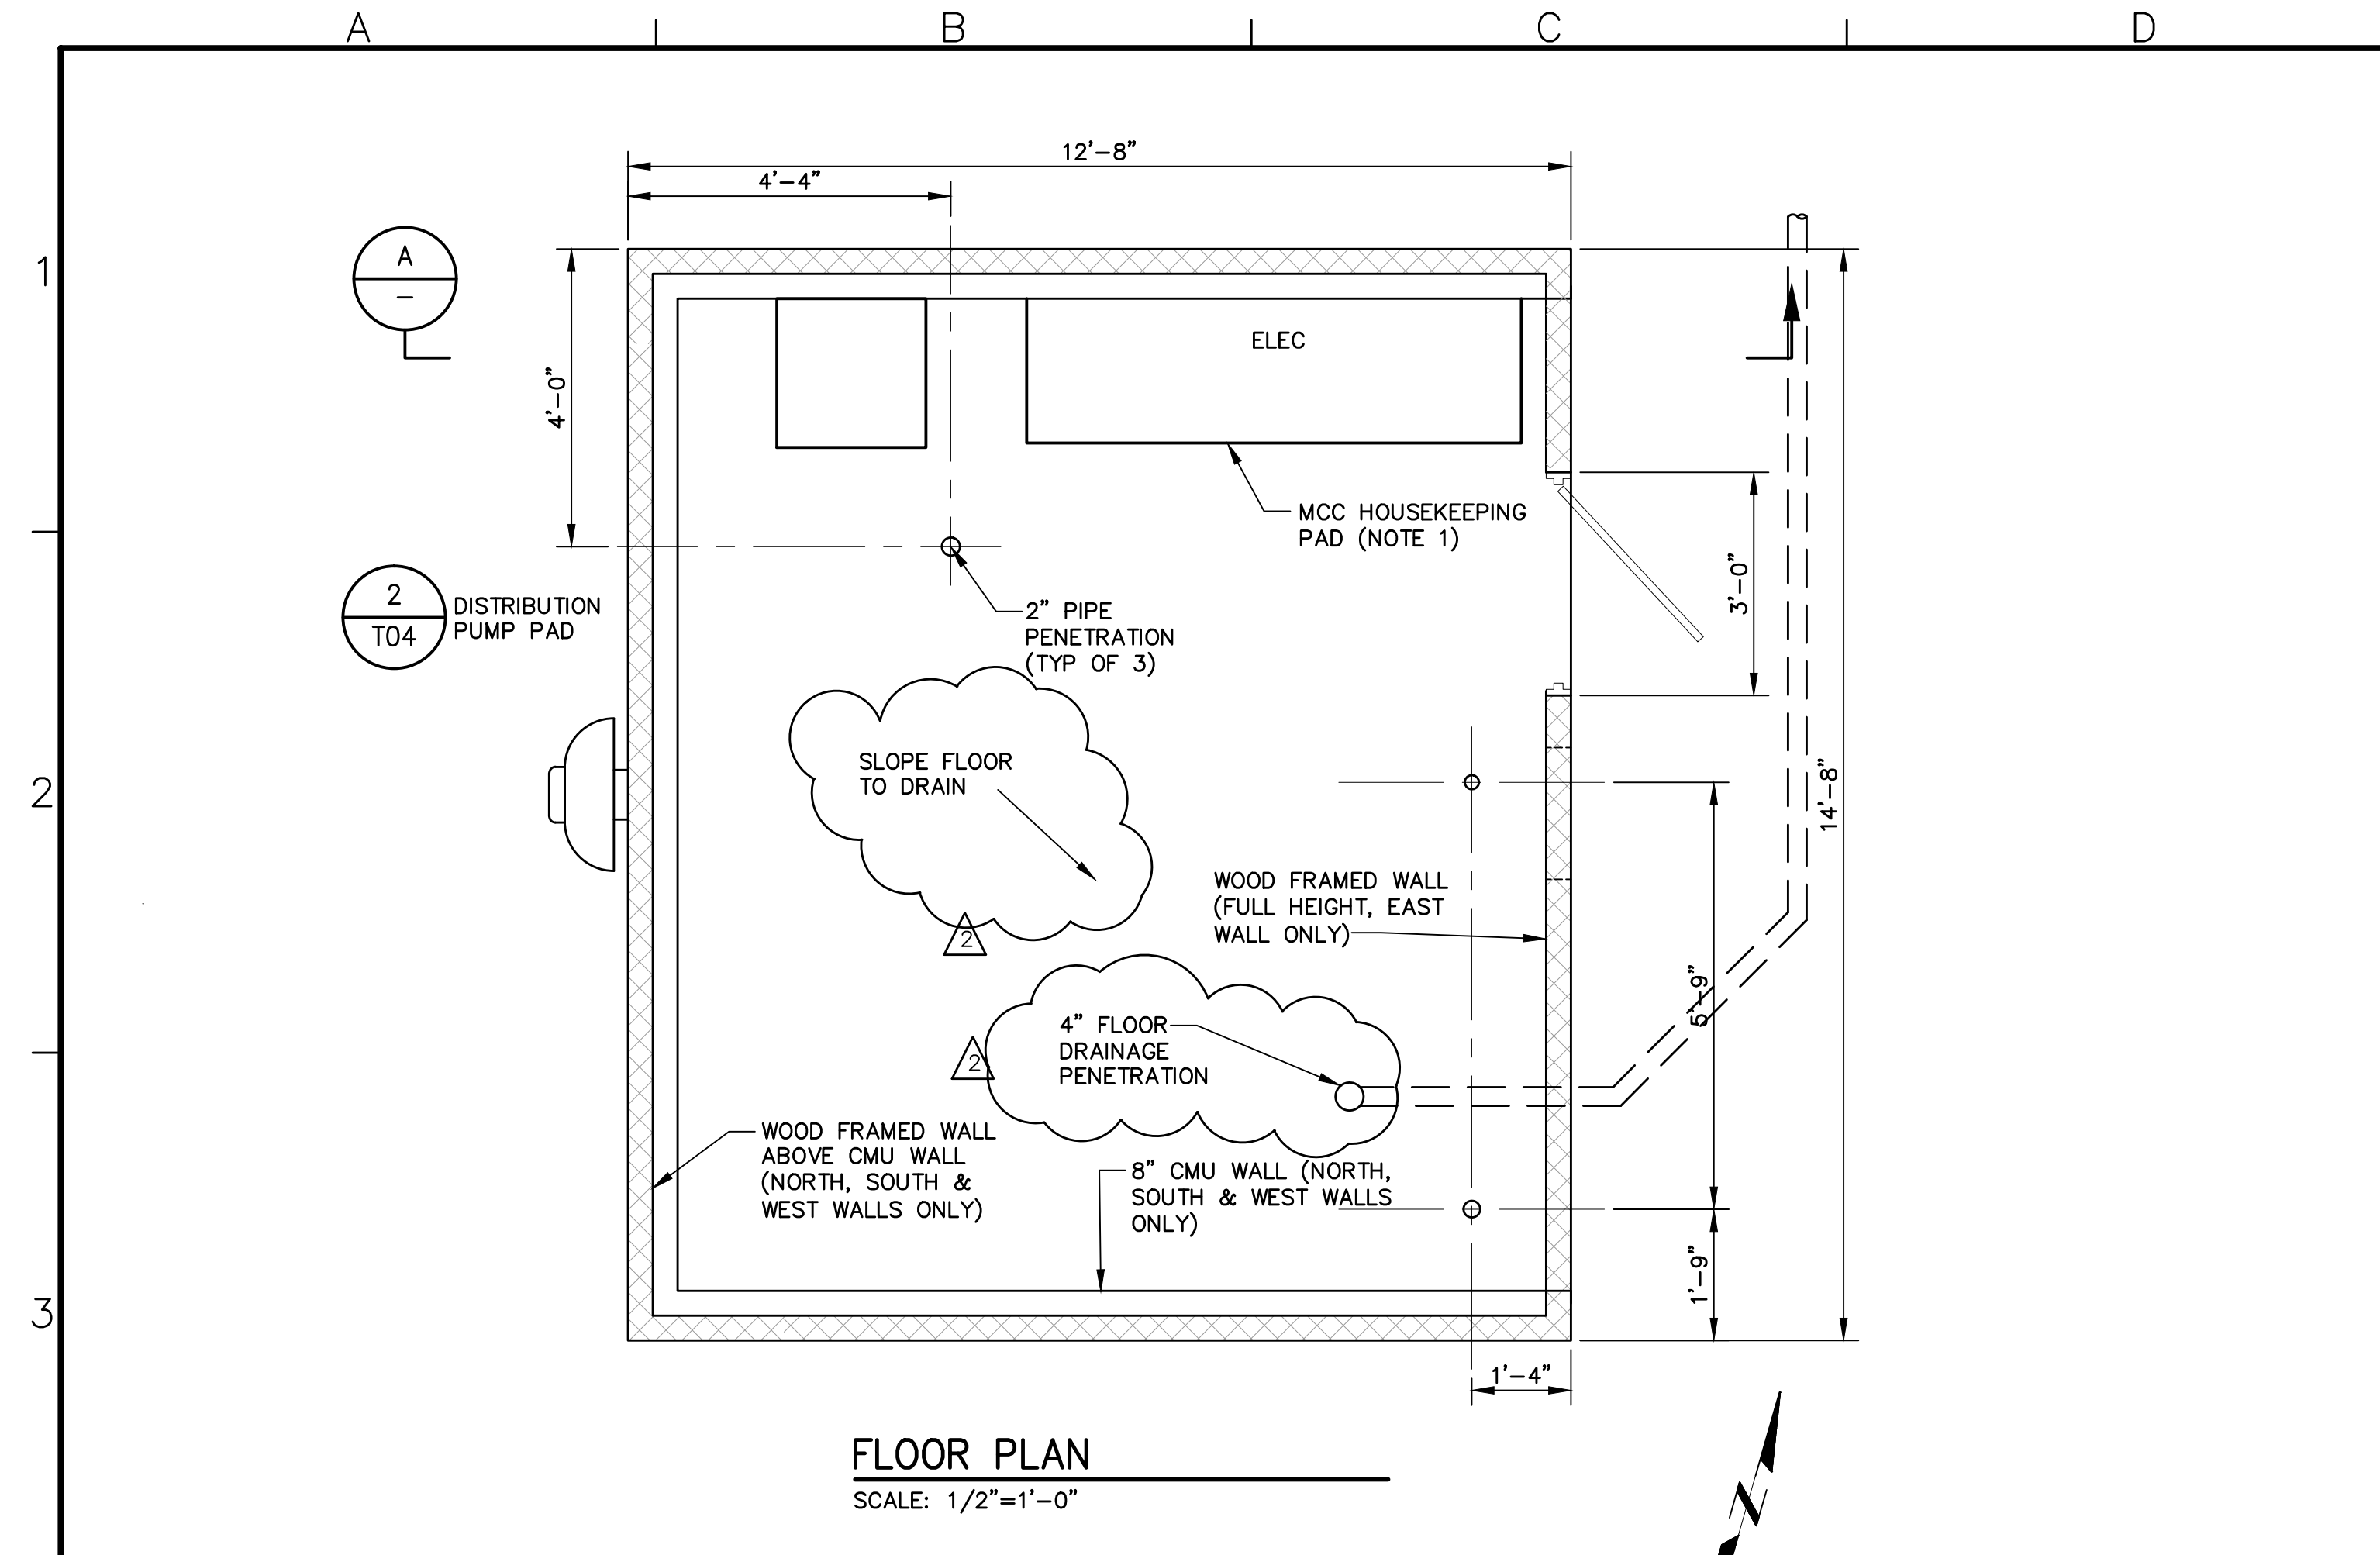 A B C D
12'-8"
4'-4"
1
A
–
ELEC
4'-0"
MCC HOUSEKEEPING
PAD (NOTE 1)
3'-0"
2
T04
DISTRIBUTION
PUMP PAD
2" PIPE
PENETRATION
(TYP OF 3)
2
SLOPE FLOOR
TO DRAIN
14'-8"
2
WOOD FRAMED WALL
(FULL HEIGHT, EAST
WALL ONLY)
5'-9"
4" FLOOR
DRAINAGE
PENETRATION
2
WOOD FRAMED WALL
ABOVE CMU WALL
(NORTH, SOUTH &
WEST WALLS ONLY)
8" CMU WALL (NORTH,
SOUTH & WEST WALLS
ONLY)
1'-9"
3
1'-4"
FLOOR PLAN
SCALE: 1/2"=1'-0"
N